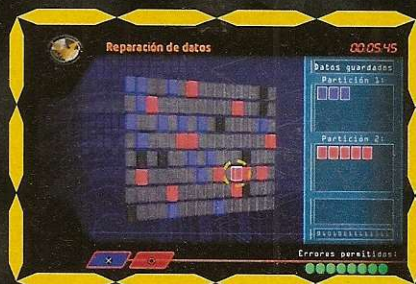 Reparación de datos
00:05.45
Datos guardados
Partición 1:
Partición 2:
Errores permitidos: